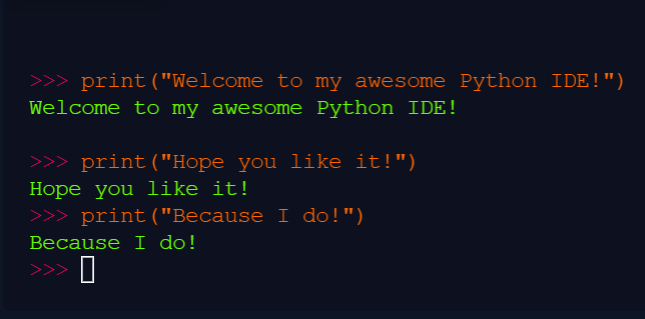 >>> print("Welcome to my awesome Python IDE!")
Welcome to my awesome Python IDE!
>>> print("Hope you like it!")
Hope you like it!
>>> print("Because I do!")
Because I do!
>>>